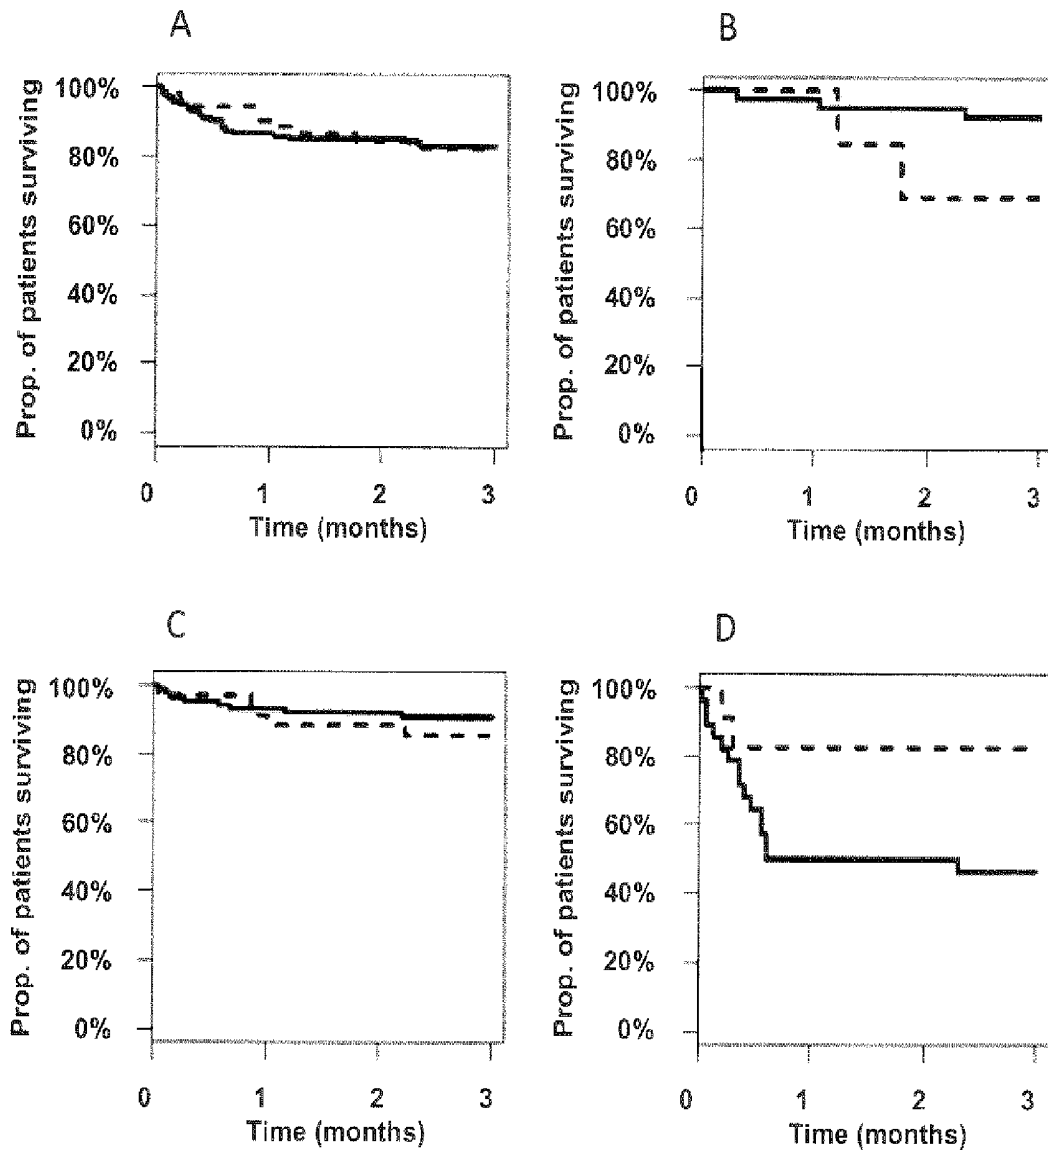 A
Prop. of patients surviving
100%
80%
60%
40%
20%
0%
0 1 2 3
Time (months)
B
Prop. of patients surviving
100%
80%
60%
40%
20%
0%
0 1 2 3
Time (months)
C
Prop. of patients surviving
100%
80%
60%
40%
20%
0%
0 1 2 3
Time (months)
D
Prop. of patients surviving
100%
80%
60%
40%
20%
0%
0 1 2 3
Time (months)